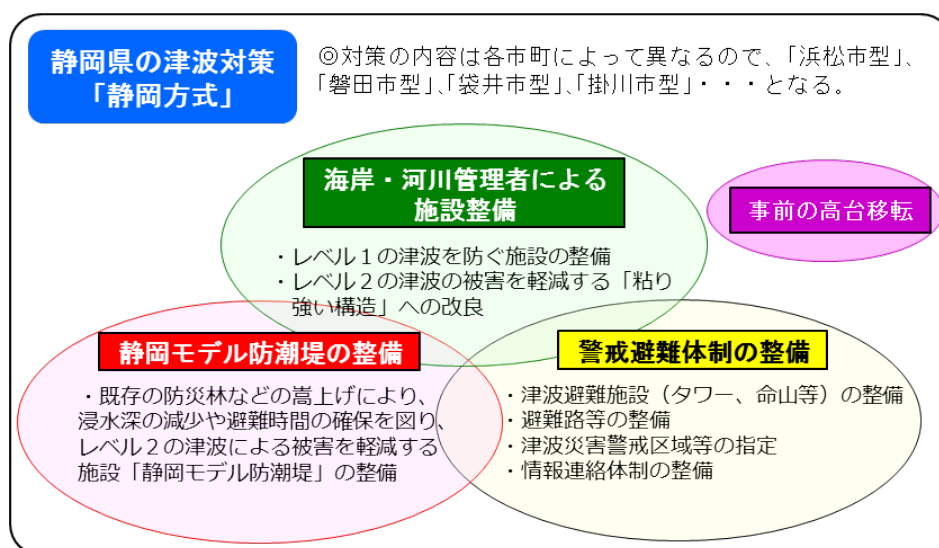 静岡県の津波対策
「静岡方式」
◎対策の内容は各市町によって異なるので、「浜松市型」、
「磐田市型」、「袋井市型」、「掛川市型」・・・となる。
海岸・河川管理者による
施設整備
事前の高台移転
・レベル１の津波を防ぐ施設の整備
・レベル２の津波の被害を軽減する「粘り
強い構造」への改良
静岡モデル防潮堤の整備
・既存の防災林などの嵩上げにより、
浸水深の減少や避難時間の確保を図り、
レベル２の津波による被害を軽減する
施設「静岡モデル防潮堤」の整備
警戒避難体制の整備
・津波避難施設（タワー、命山等）の整備
・避難路等の整備
・津波災害警戒区域等の指定
・情報連絡体制の整備